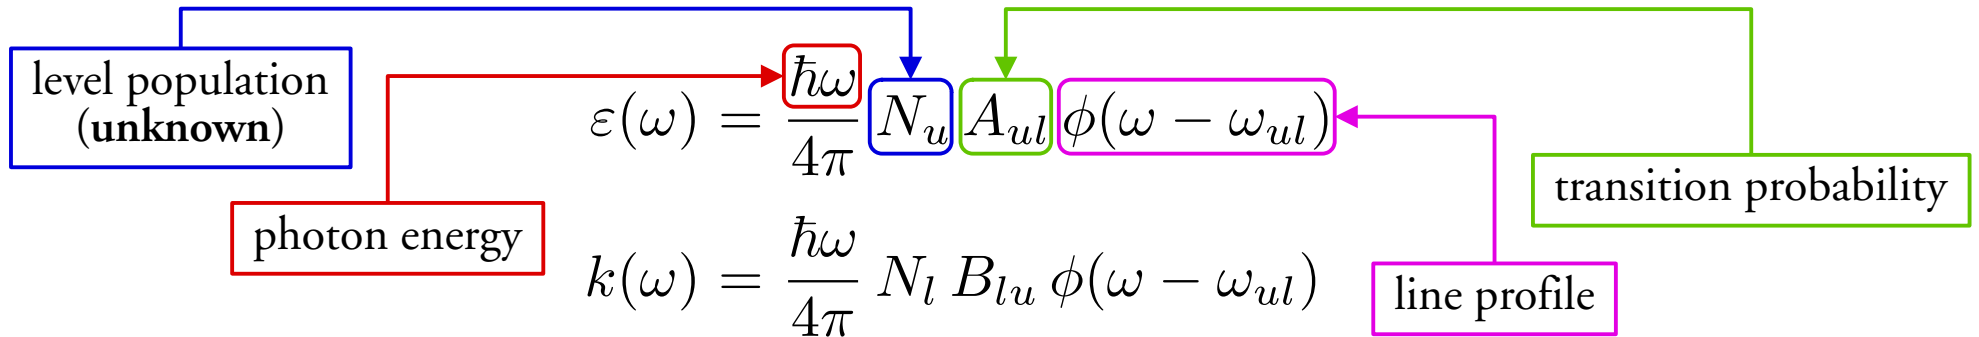 level population
(unknown)
ε(ω) = ħω/4π N_u A_ul ϕ(ω − ω_ul)
transition probability
photon energy
k(ω) = ħω/4π N_l B_lu ϕ(ω − ω_ul)
line profile